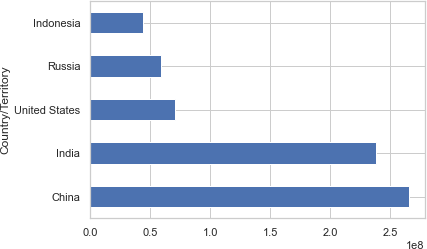 Country/Territory
Indonesia
Russia
United States
India
China
0.0 0.5 1.0 1.5 2.0 2.5
1e8